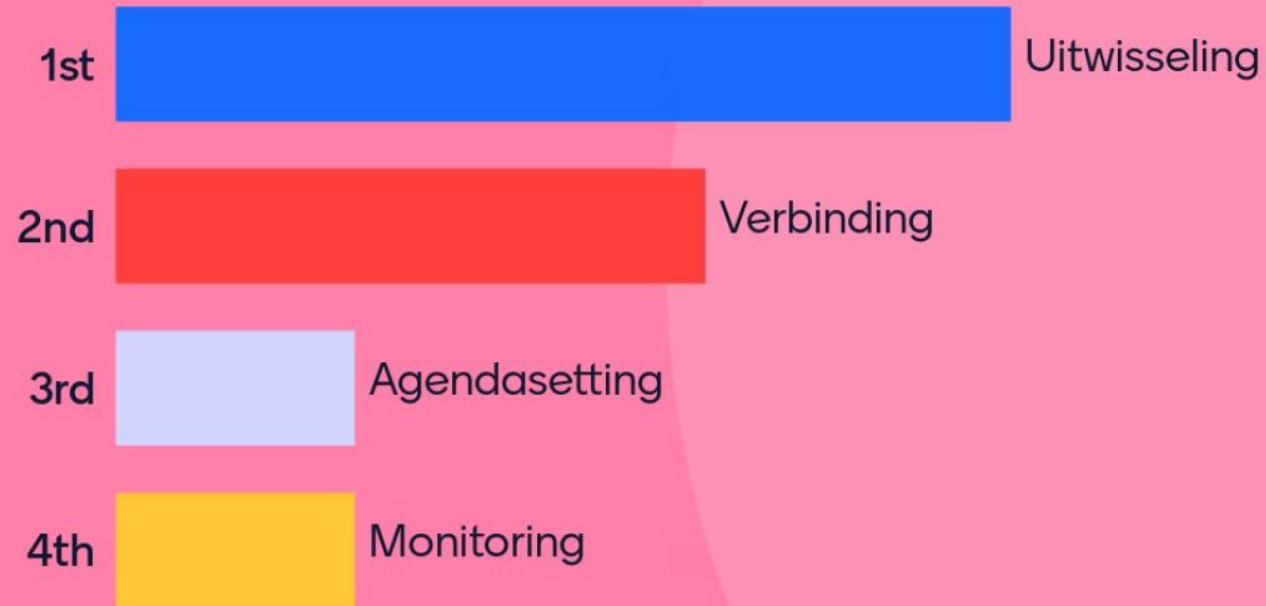 1st Uitwisseling
2nd Verbinding
3rd Agendasetting
4th Monitoring